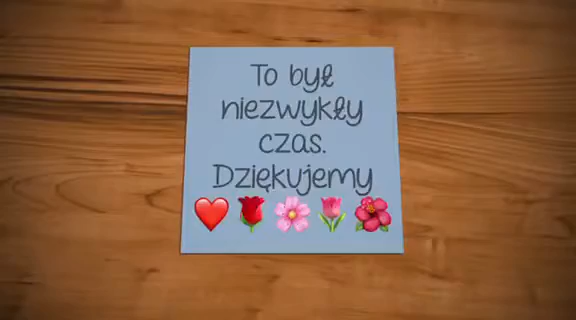 To był
niezwykły
czas.
Dziękujemy
❤️🌹🌸🌷🌺